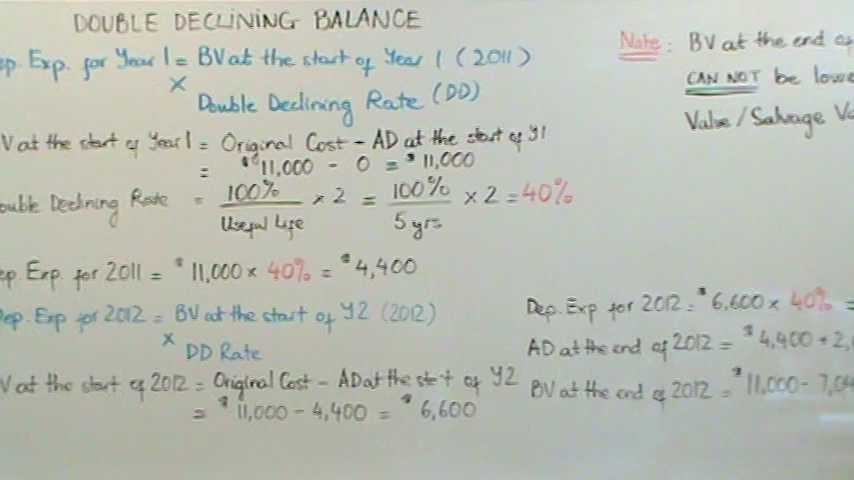 DOUBLE DECLINING BALANCE
ep. Exp. for Year 1 = BV at the start of Year 1 (2011)
×
Double Declining Rate (DD)
V at the start of Year 1 = Original Cost - AD at the start of Y1
= $11,000 - 0 = $11,000
ouble Declining Rate = 100% / Useful Life × 2 = 100% / 5 yrs × 2 = 40%
ep. Exp for 2011 = $11,000 × 40% = $4,400
Dep. Exp for 2012 = BV at the start of Y2 (2012)
×
DD Rate
V at the start of 2012 = Original Cost - AD at the start of Y2
= $11,000 - 4,400 = $6,600
Note: BV at the end of
CAN NOT be lowe
Value/Salvage Va
Dep. Exp for 2012 = $6,600 × 40% =
AD at the end of 2012 = $4,400 + 2,
BV at the end of 2012 = $11,000 - 7,04